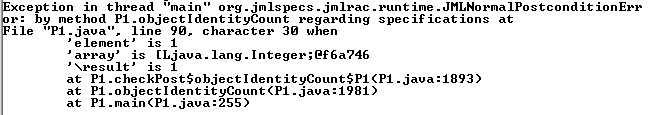 Exception in thread "main" org.jmlspecs.jmlrac.runtime.JMLNormalPostconditionErr
or: by method P1.objectIdentityCount regarding specifications at
File "P1.java", line 90, character 30 when
'element' is 1
'array' is [Ljava.lang.Integer;@f6a746
'\result' is 1
at P1.checkPost$objectIdentityCount$P1(P1.java:1893)
at P1.objectIdentityCount(P1.java:1981)
at P1.main(P1.java:255)